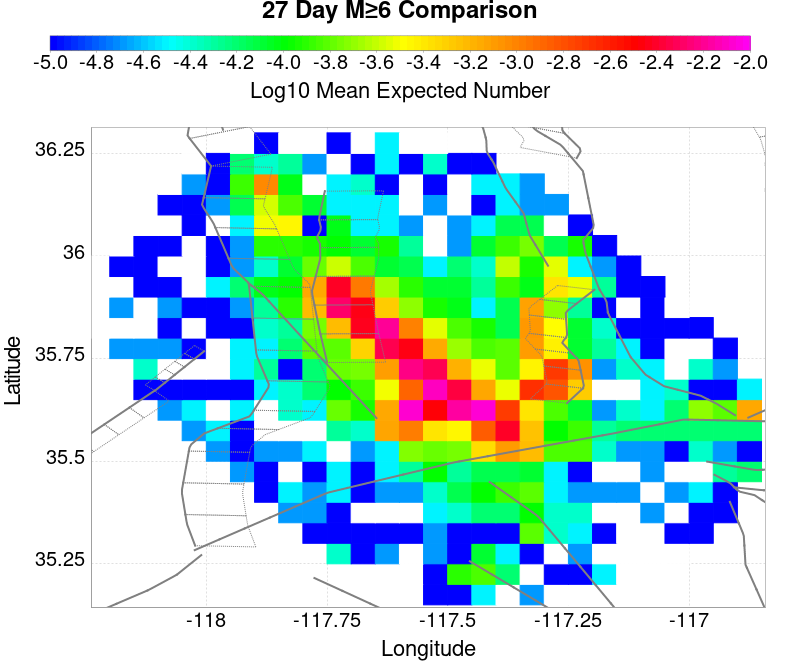 27 Day M≥6 Comparison
-5.0 -4.8 -4.6 -4.4 -4.2 -4.0 -3.8 -3.6 -3.4 -3.2 -3.0 -2.8 -2.6 -2.4 -2.2 -2.0
Log10 Mean Expected Number
36.25
36
35.75
35.5
35.25
Latitude
-118 -117.75 -117.5 -117.25 -117
Longitude